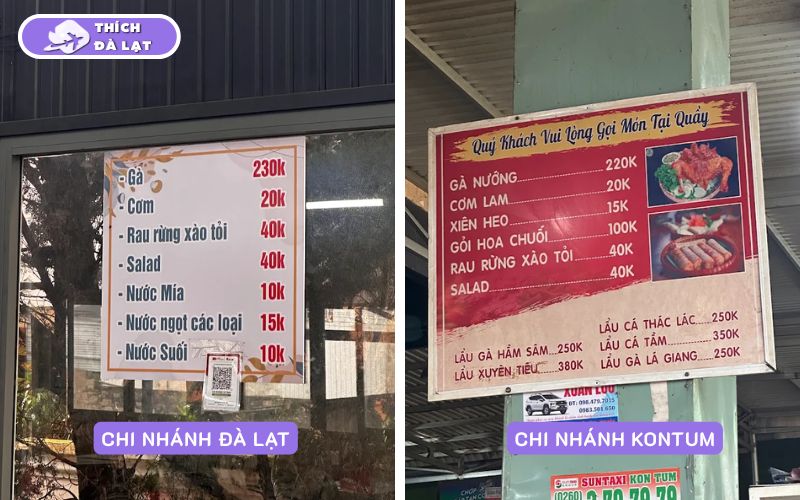 THÍCH
ĐÀ LẠT
- Gà 230k
- Cơm 20k
- Rau rừng xào tỏi 40k
- Salad 40k
- Nước Mía 10k
- Nước ngọt các loại 15k
- Nước Suối 10k
CHI NHÁNH ĐÀ LẠT
Quý Khách Vui Lòng Gọi Món Tại Quầy
GÀ NƯỚNG 220K
CƠM LAM 20K
XIÊN HEO 15K
GỎI HOA CHUỐI 100K
RAU RỪNG XÀO TỎI 40K
SALAD 40K
LẨU GÀ HẦM SÂM...250K
LẨU XUYÊN TIÊU......380K
LẨU CÁ THÁC LÁC.....250K
LẨU CÁ TẦM............350K
LẨU GÀ LÁ GIANG....250K
XUÂN LỘC
CHI NHÁNH KONTUM
SUNTAXI KON TUM
(0260)